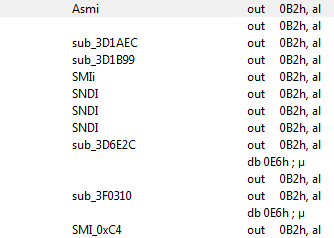 Asmi out 0B2h, al
out 0B2h, al
sub_3D1AEC out 0B2h, al
sub_3D1B99 out 0B2h, al
SMIi out 0B2h, al
SNDI out 0B2h, al
SNDI out 0B2h, al
SNDI out 0B2h, al
sub_3D6E2C out 0B2h, al
db 0E6h ; µ
out 0B2h, al
sub_3F0310 out 0B2h, al
db 0E6h ; µ
SMI_0xC4 out 0B2h, al